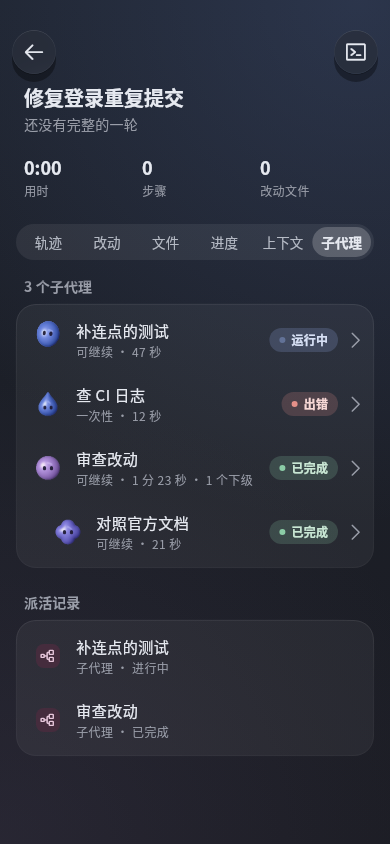 修复登录重复提交
还没有完整的一轮
0:00 0 0
用时 步骤 改动文件
轨迹 改动 文件 进度 上下文 子代理
3 个子代理
补连点的测试
可继续 · 47 秒
运行中
查 CI 日志
一次性 · 12 秒
出错
审查改动
可继续 · 1 分 23 秒 · 1 个下级
已完成
对照官方文档
可继续 · 21 秒
已完成
派活记录
补连点的测试
子代理 · 进行中
审查改动
子代理 · 已完成